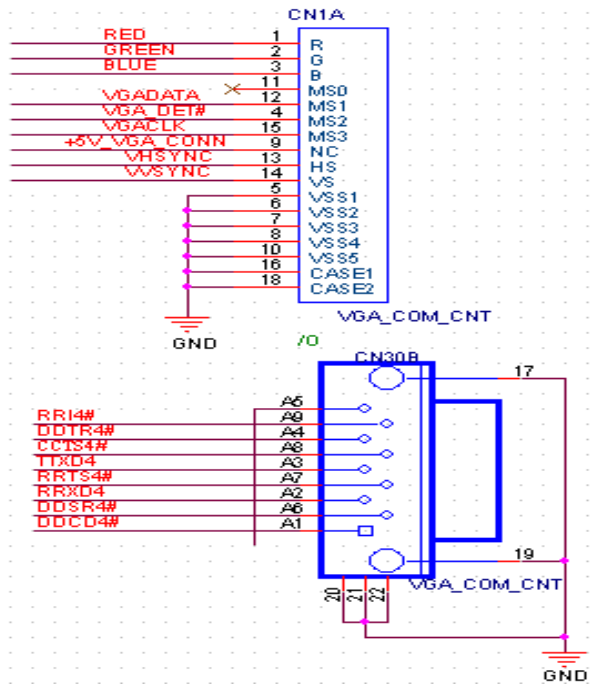 CN1A
RED 1 R
GREEN 2 G
BLUE 3 B
11 MS0
VGADATA 12 MS1
VGA_DET# 4 MS2
VGACLK 15 MS3
+5V_VGA_CONN 9 NC
VHSYNC 13 HS
VVSYNC 14 VS
5 VSS1
6 VSS2
7 VSS3
8 VSS4
10 VSS5
16 CASE1
18 CASE2
VGA_COM_CNT
GND
/O
CN30B
17
A5
RRI4# A9
DDTR4# A4
CCTS4# A8
TTXD4 A3
RRTS4# A7
RRXD4 A2
DDSR4# A6
DDCD4# A1
19
VGA_COM_CNT
20 21 22
GND